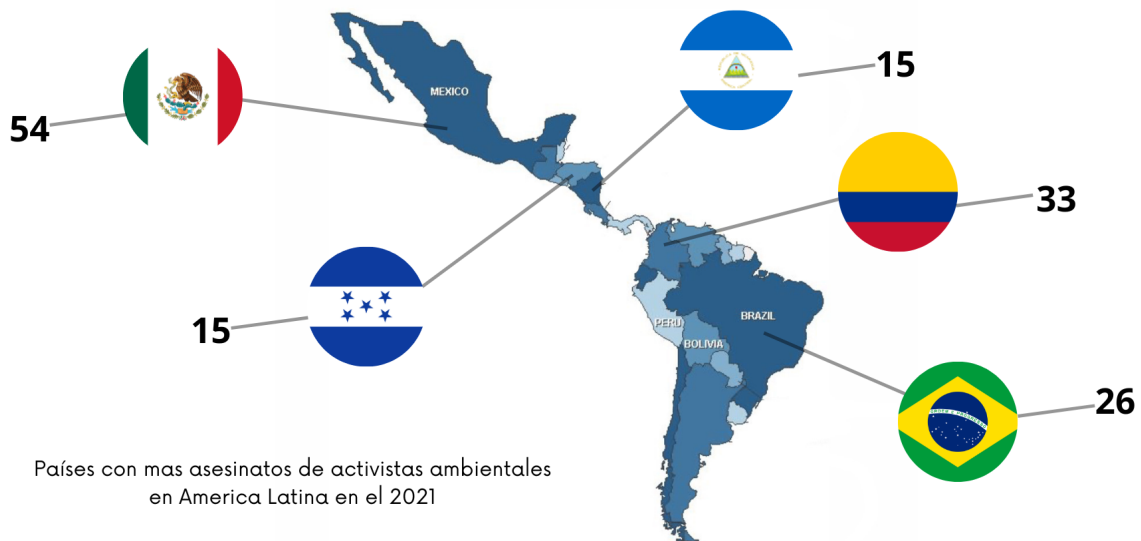 MEXICO
15
54
33
15
PERU
BRAZIL
BOLIVIA
26
Países con mas asesinatos de activistas ambientales
en America Latina en el 2021